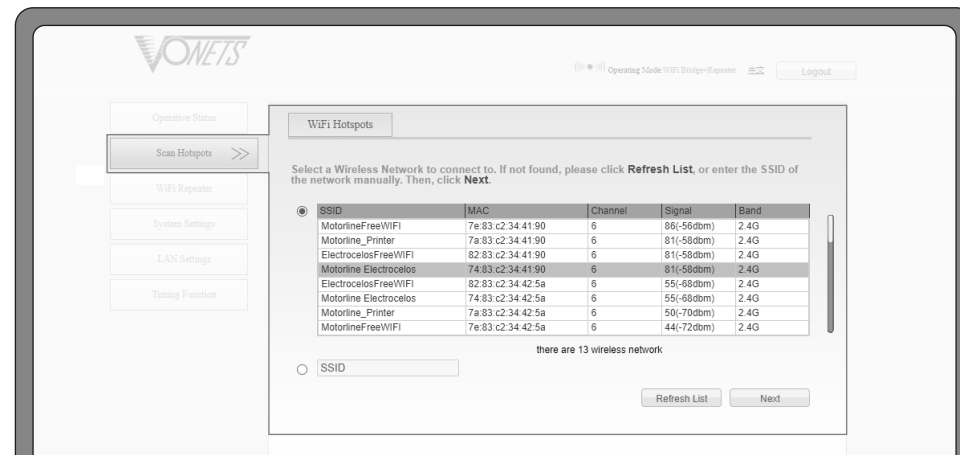 VONETS
Operating Mode:WiFi Bridge+Repeater 中文 Logout
Operative Status
Scan Hotspots >>
WiFi Repeater
System Settings
LAN Settings
Timing Function
WiFi Hotspots
Select a Wireless Network to connect to. If not found, please click Refresh List, or enter the SSID of
the network manually. Then, click Next.
SSID MAC Channel Signal Band
MotorlineFreeWIFI 7e:83:c2:34:41:90 6 86(-56dbm) 2.4G
Motorline_Printer 7a:83:c2:34:41:90 6 81(-58dbm) 2.4G
ElectrocelosFreeWIFI 82:83:c2:34:41:90 6 81(-58dbm) 2.4G
Motorline Electrocelos 74:83:c2:34:41:90 6 81(-58dbm) 2.4G
ElectrocelosFreeWIFI 82:83:c2:34:42:5a 6 55(-68dbm) 2.4G
Motorline Electrocelos 74:83:c2:34:42:5a 6 55(-68dbm) 2.4G
Motorline_Printer 7a:83:c2:34:42:5a 6 50(-70dbm) 2.4G
MotorlineFreeWIFI 7e:83:c2:34:42:5a 6 44(-72dbm) 2.4G
there are 13 wireless network
SSID
Refresh List Next